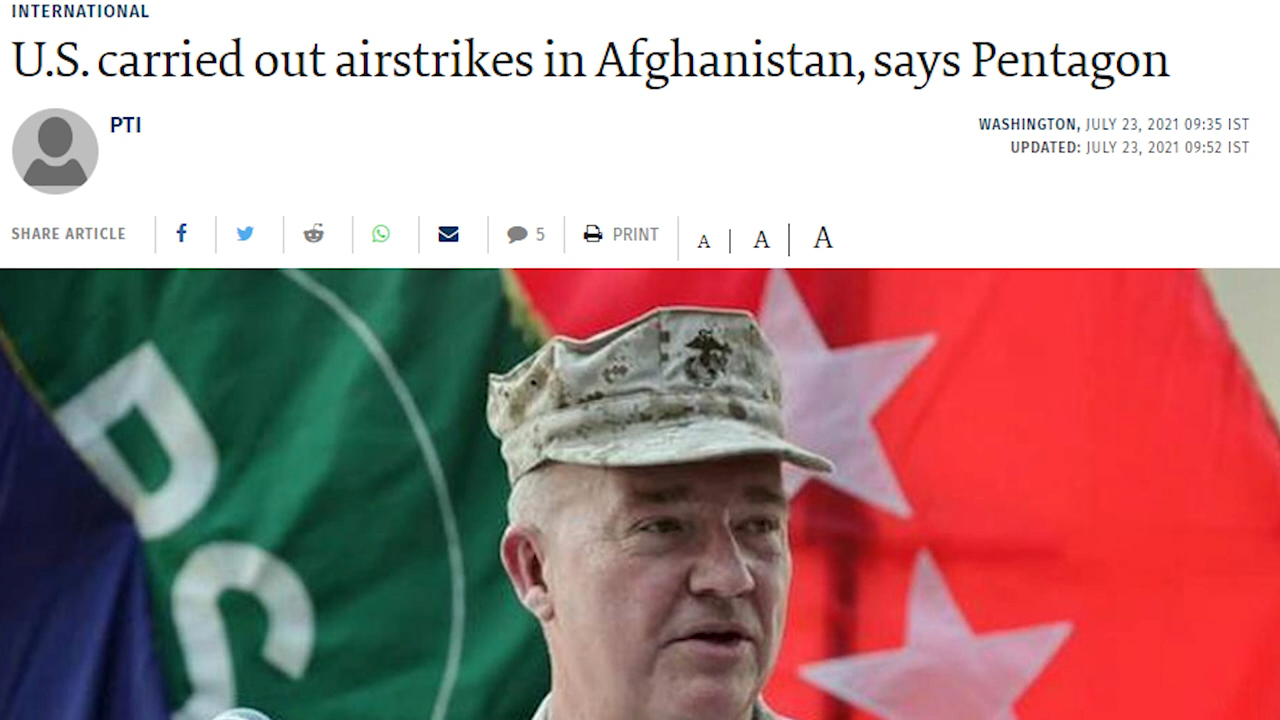 INTERNATIONAL
U.S. carried out airstrikes in Afghanistan, says Pentagon
PTI
WASHINGTON, JULY 23, 2021 09:35 IST
UPDATED: JULY 23, 2021 09:52 IST
SHARE ARTICLE 5 PRINT A A A